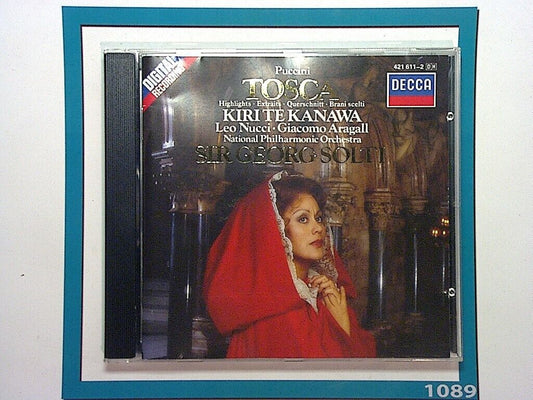 DIGITAL
RECORDING
Puccini
TOSCA
Highlights · Extraits · Querschnitt · Brani scelti
KIRI TE KANAWA
Leo Nucci · Giacomo Aragall
National Philharmonic Orchestra
SIR GEORG SOLTI
421 611-2 DH
DECCA
1089